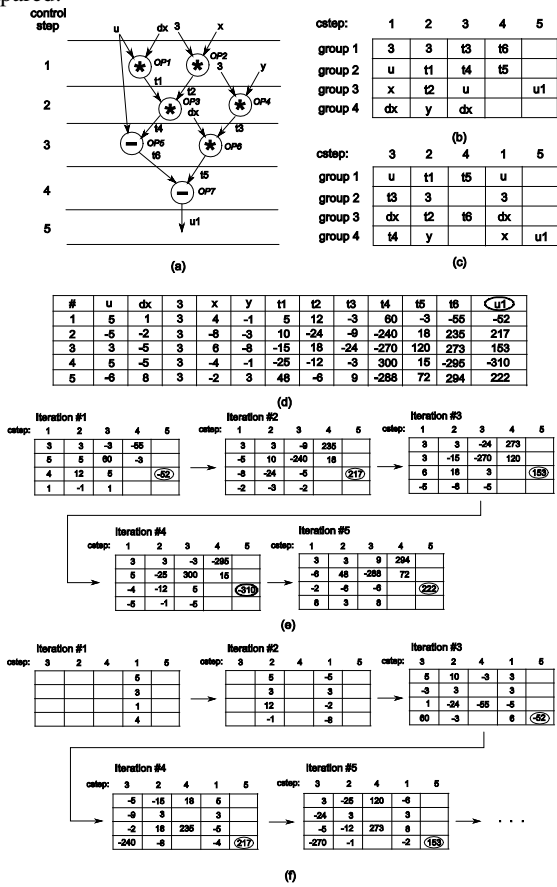 pared.
control
step
u dx 3 x
1
* OP1 * OP2
3 y
t1 t2
2
* OP3 * OP4
dx
t4 t3
3
− OP5 * OP6
t6 t5
4
− OP7
5
u1
(a)
cstep: 1 2 3 4 5
group 1 3 3 t3 t6
group 2 u t1 t4 t5
group 3 x t2 u u1
group 4 dx y dx
(b)
cstep: 3 2 4 1 5
group 1 u t1 t5 u
group 2 t3 3 3
group 3 dx t2 t6 dx
group 4 t4 y x u1
(c)
# u dx 3 x y t1 t2 t3 t4 t5 t6 u1
1 5 1 3 4 -1 5 12 -3 60 -3 -55 -52
2 -5 -2 3 -8 -3 10 -24 -9 -240 18 235 217
3 3 -5 3 6 -8 -15 18 -24 -270 120 273 153
4 5 -5 3 -4 -1 -25 -12 -3 300 15 -295 -310
5 -6 8 3 -2 3 48 -6 9 -288 72 294 222
(d)
Iteration #1
cstep: 1 2 3 4 5
3 3 -3 -55
5 5 60 -3
4 12 5 -52
1 -1 1
Iteration #2
cstep: 1 2 3 4 5
3 3 -9 235
-5 10 -240 18
-8 -24 -5 217
-2 -3 -2
Iteration #3
cstep: 1 2 3 4 5
3 3 -24 273
3 -15 -270 120
6 18 3 153
-5 -8 -5
Iteration #4
cstep: 1 2 3 4 5
3 3 -3 -295
5 -25 300 15
-4 -12 5 -310
-5 -1 -5
Iteration #5
cstep: 1 2 3 4 5
3 3 9 294
-6 48 -288 72
-2 -6 -6 222
8 3 8
(e)
Iteration #1
cstep: 3 2 4 1 5
5
3
1
4
Iteration #2
cstep: 3 2 4 1 5
5 -5
3 3
12 -2
-1 -8
Iteration #3
cstep: 3 2 4 1 5
5 10 -3 3
-3 3 3
1 -24 -55 -5
60 -3 6 -52
Iteration #4
cstep: 3 2 4 1 5
-5 -15 18 5
-9 3 3
-2 18 235 -5
-240 -8 -4 217
Iteration #5
cstep: 3 2 4 1 5
3 -25 120 -6
-24 3 3
-5 -12 273 8
-270 -1 -2 153
. . .
(f)